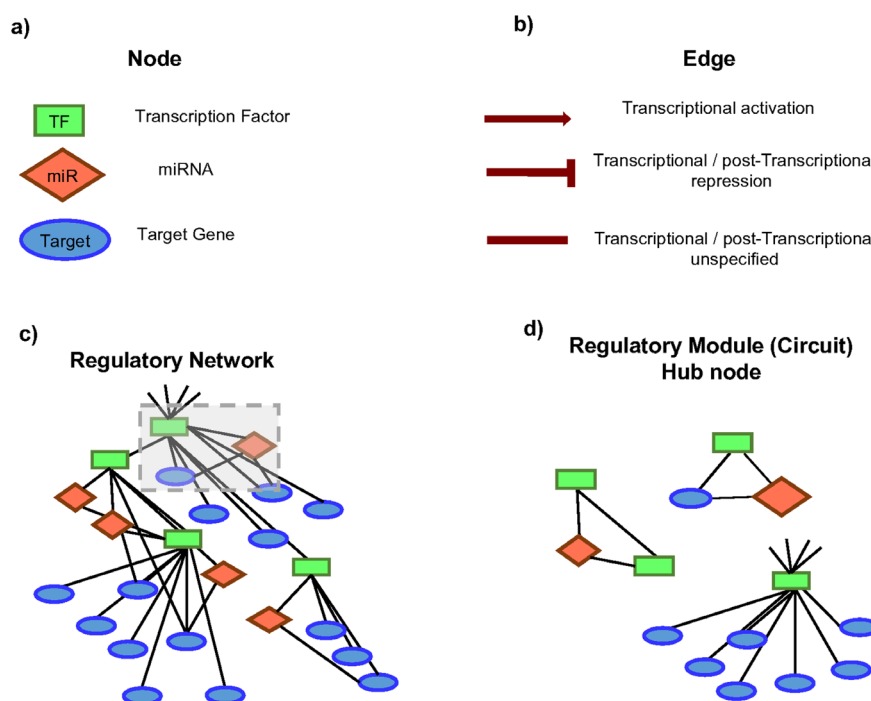 a)
Node
TF
Transcription Factor
miR
miRNA
Target
Target Gene
b)
Edge
Transcriptional activation
Transcriptional / post-Transcriptiona
repression
Transcriptional / post-Transcriptiona
unspecified
c)
Regulatory Network
d)
Regulatory Module (Circuit)
Hub node